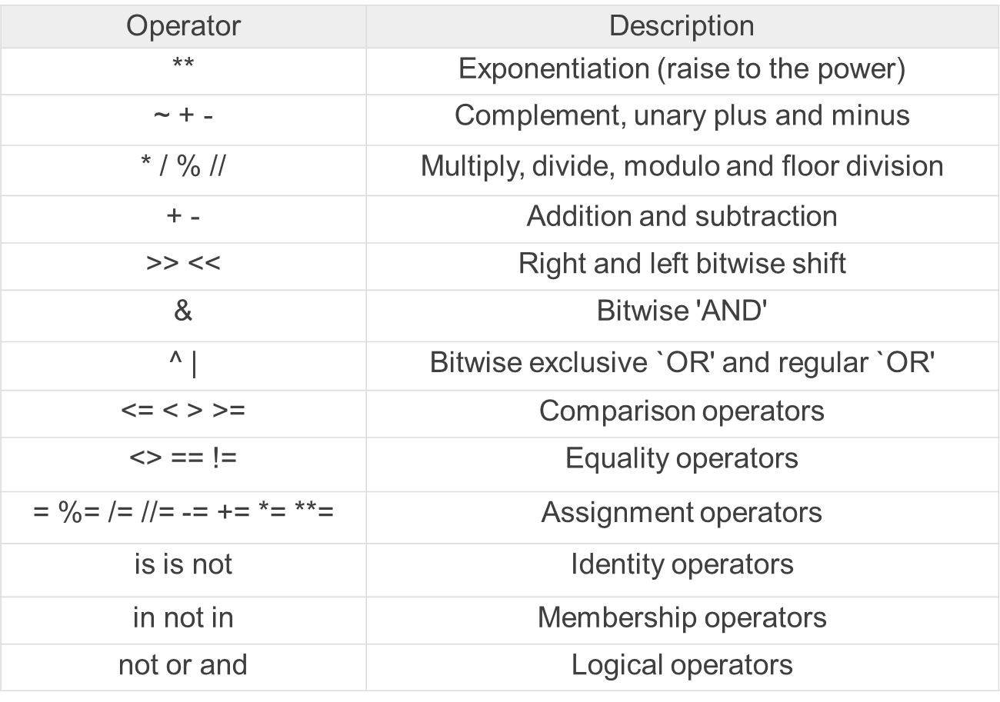 Operator Description
** Exponentiation (raise to the power)
~ + - Complement, unary plus and minus
* / % // Multiply, divide, modulo and floor division
+ - Addition and subtraction
>> << Right and left bitwise shift
& Bitwise 'AND'
^ | Bitwise exclusive `OR' and regular `OR'
<= < > >= Comparison operators
<> == != Equality operators
= %= /= //= -= += *= **= Assignment operators
is is not Identity operators
in not in Membership operators
not or and Logical operators